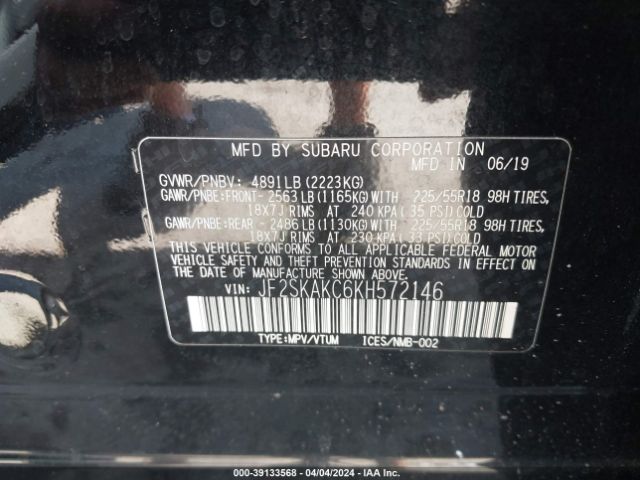 MFD BY SUBARU CORPORATION
MFD IN 06/19
GVWR/PNBV: 4891LB (2223KG)
GAWR/PNBE: FRONT- 2563 LB (1165KG) WITH 225/55R18 98H TIRES,
18X7J RIMS AT 240 KPA ( 35 PSI) COLD
GAWR/PNBE: REAR - 2486 LB (1130KG) WITH 225/55R18 98H TIRES,
18X7J RIMS AT 230 KPA ( 33 PSI) COLD
THIS VEHICLE CONFORMS TO ALL APPLICABLE FEDERAL MOTOR
VEHICLE SAFETY AND THEFT PREVENTION STANDARDS IN EFFECT ON
THE DATE OF MANUFACTURE SHOWN ABOVE.
VIN: JF2SKAKC6KH572146
TYPE:MPV/VTUM ICES/NMB-002
000-39133568 - 04/04/2024 - IAA Inc.